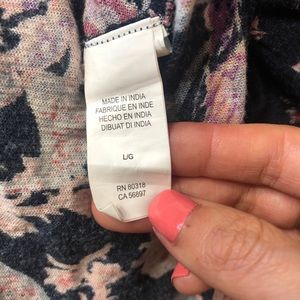 MADE IN INDIA
FABRIQUE EN INDE
HECHO EN INDIA
DIBUAT DI INDIA
L/G
RN 80318
CA 56897